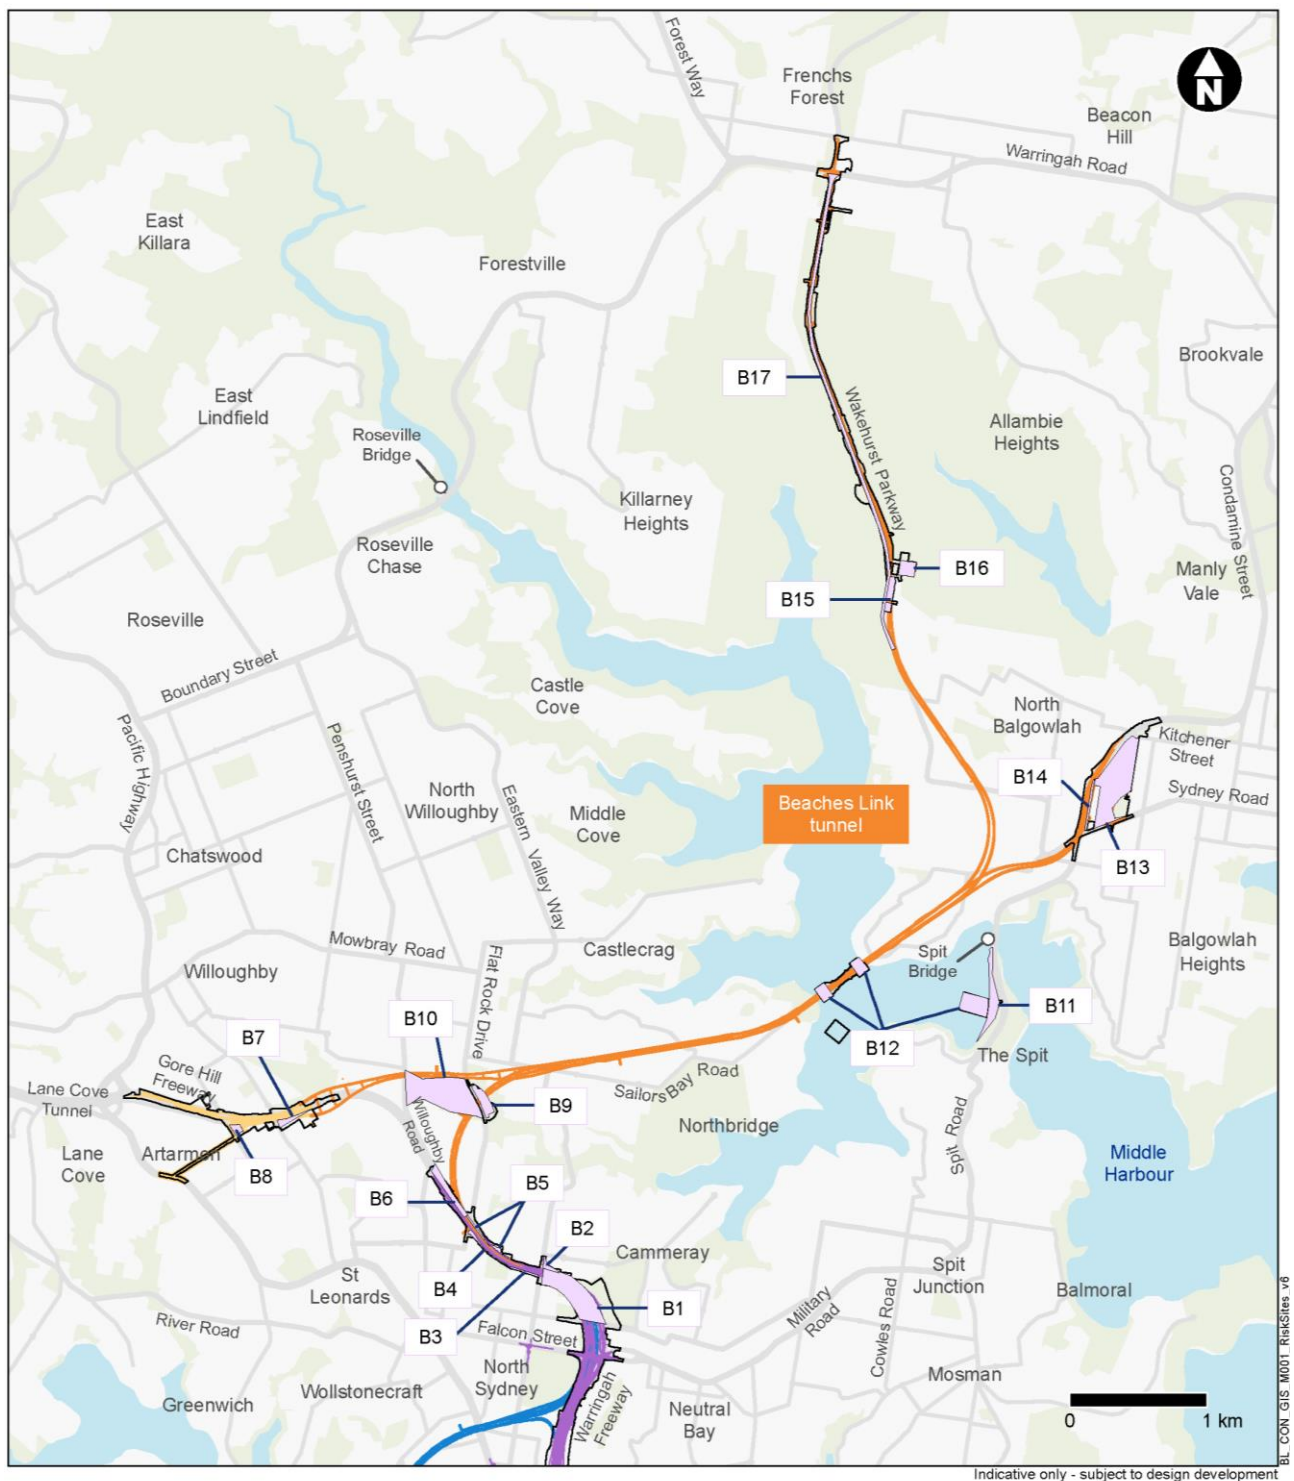 Forest Way
Frenchs
Forest
N
Beacon
Hill
Warringah Road
East
Killara
Forestville
B17
Brookvale
East
Lindfield
Roseville
Bridge
Wakehurst Parkway
Allambie
Heights
Killarney
Heights
Condamine Street
Roseville
Chase
B16
Manly
Vale
B15
Roseville
Boundary Street
Castle
Cove
North
Balgowlah
Pacific Highway
Penshurst Street
Kitchener
Street
B14
North
Willoughby
Eastern Valley Way
Beaches Link
tunnel
Sydney Road
Middle
Cove
Chatswood
B13
Mowbray Road
Castlecrag
Spit
Bridge
Balgowlah
Heights
Willoughby
Flat Rock Drive
B11
B10
B7
B12
The Spit
Gore Hill
Freeway
Lane Cove
Tunnel
Sailors Bay Road
B9
Willoughby
Road
Northbridge
Spit Road
Lane
Cove
Artarmon
B8
Middle
Harbour
B6
B5
B2
Cammeray
Spit
Junction
St
Leonards
B4
B1
Balmoral
Military
Road
Cowles Road
River Road
B3
Falcon Street
North
Sydney
Mosman
Wollstonecraft
Greenwich
Warringah
Freeway
Neutral
Bay
0
1 km
BL_CON_GIS_M001_RiskSites_v6
Indicative only - subject to design development